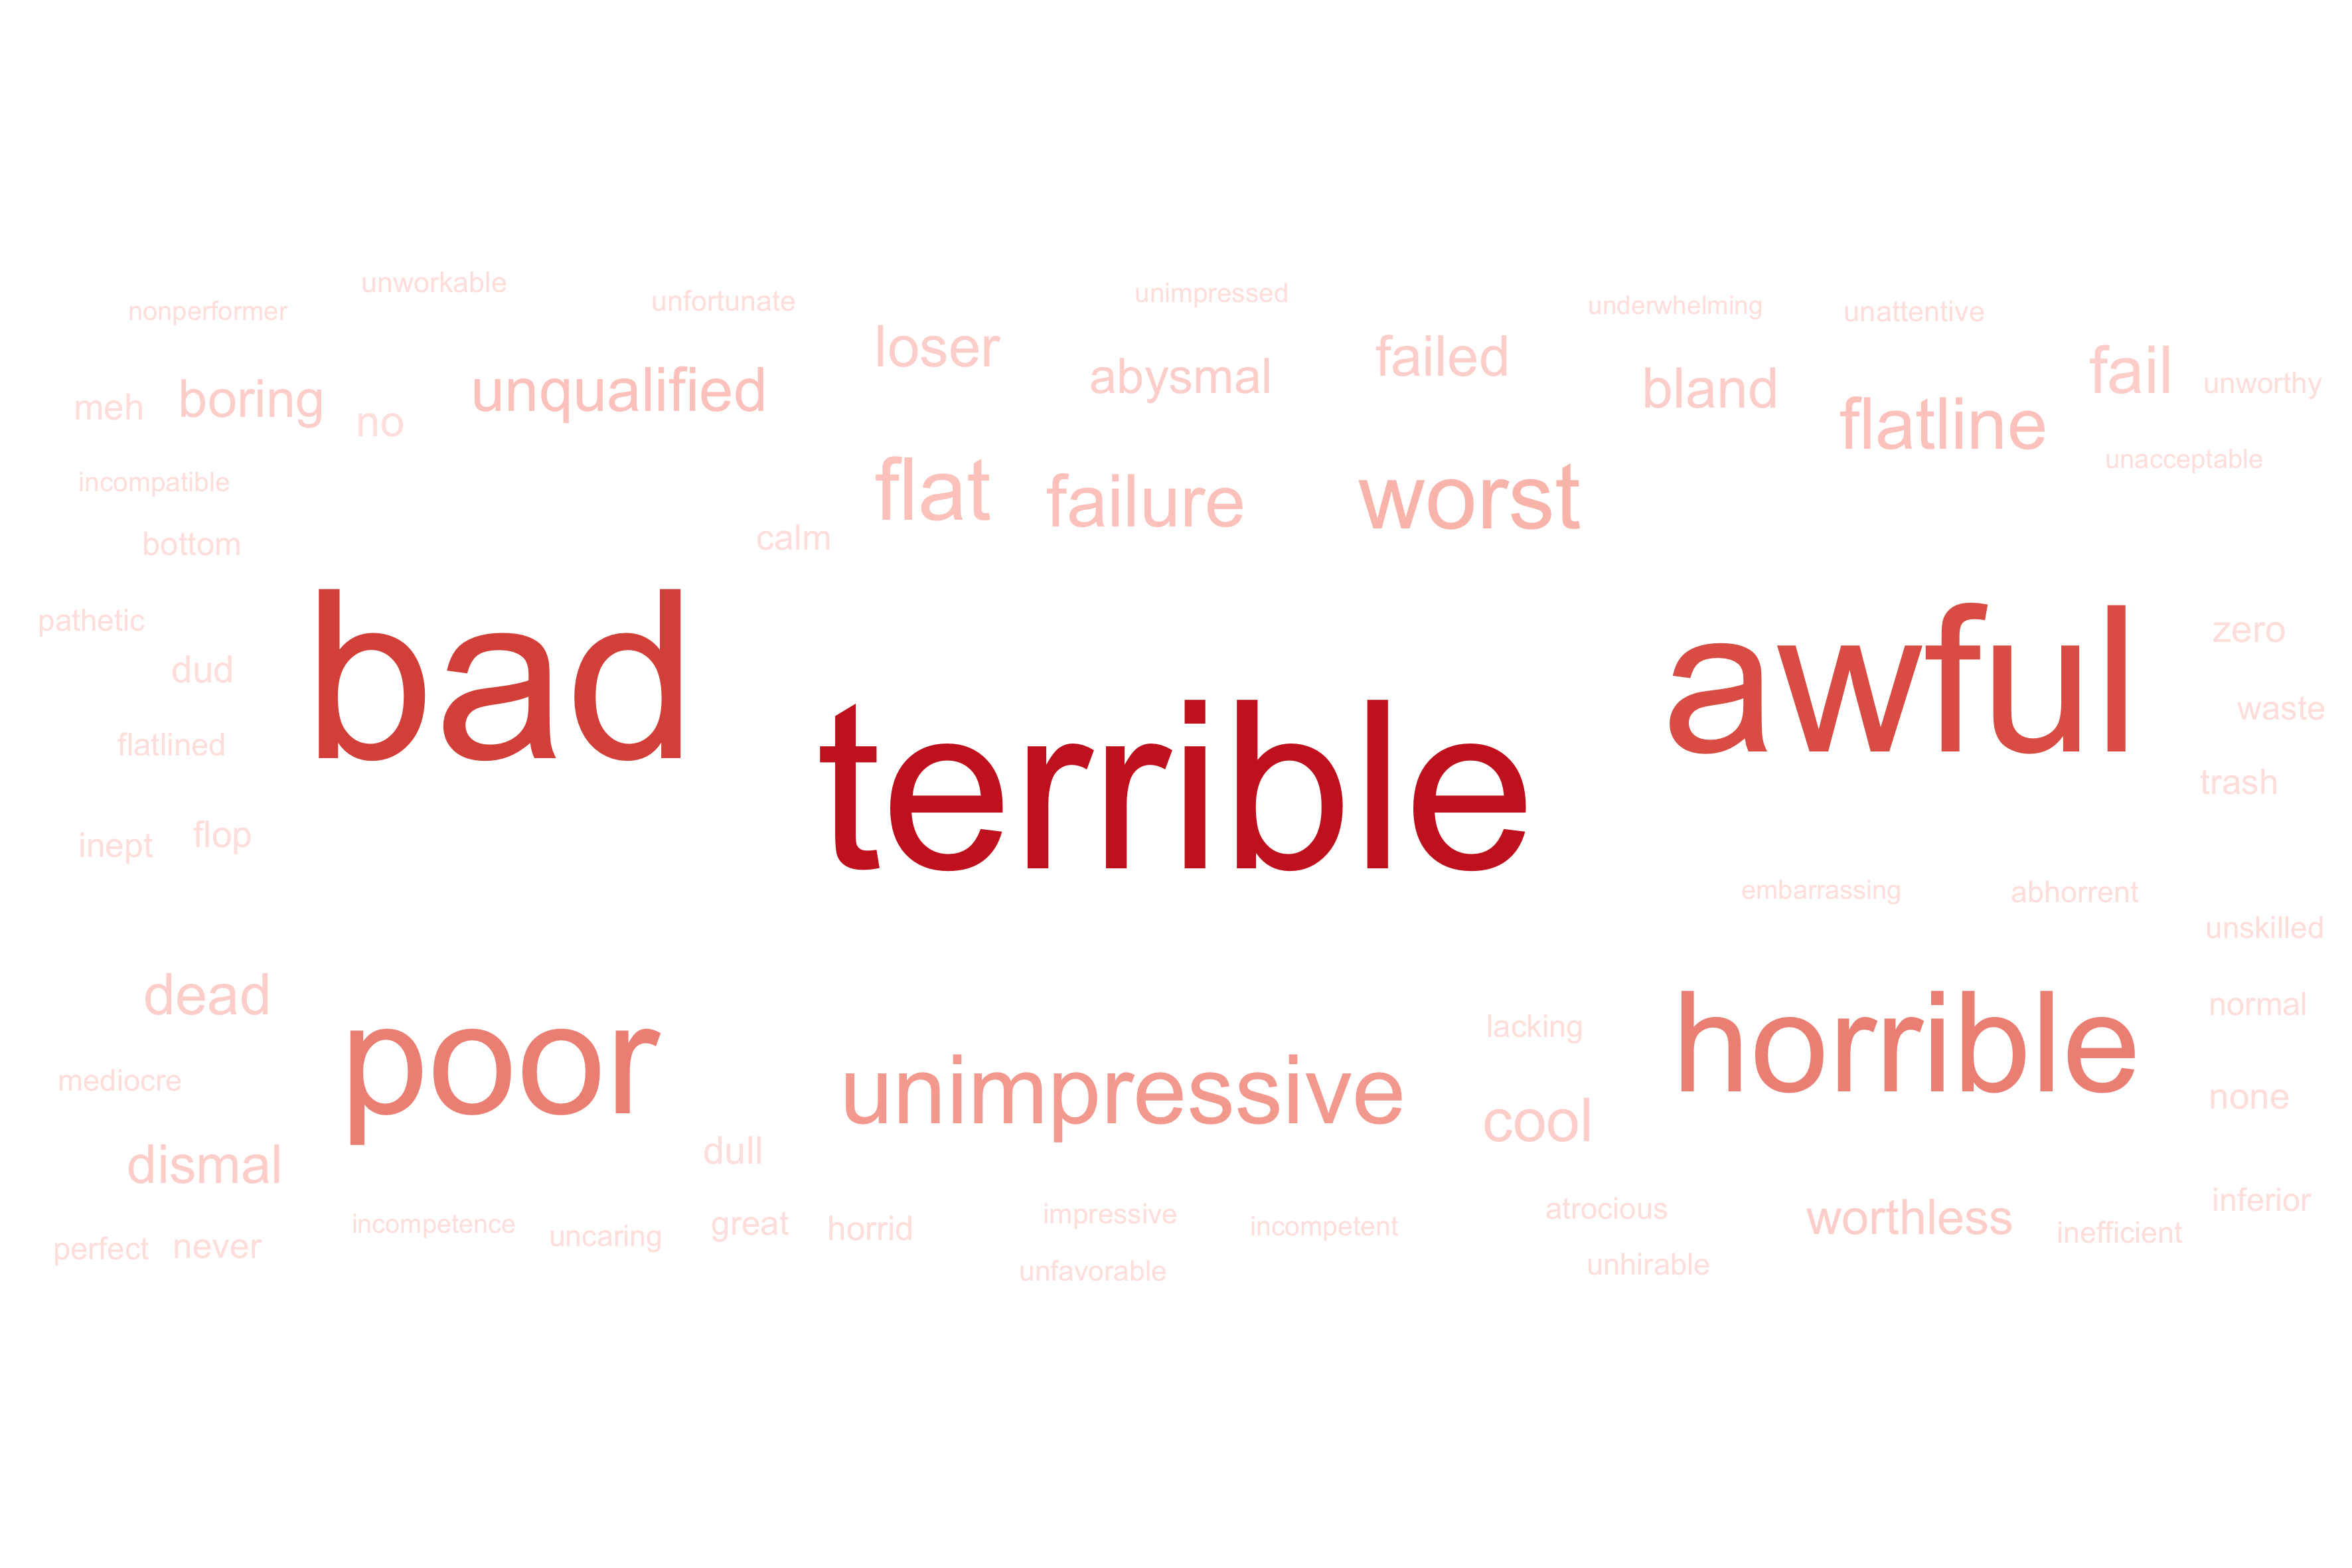 unworkable
unimpressed
unfortunate
underwhelming
nonperformer
unattentive
loser
failed
fail
abysmal
unworthy
bland
unqualified
boring
meh
no
flatline
unacceptable
incompatible
flat
failure
worst
calm
bottom
pathetic
zero
dud
bad
awful
waste
flatlined
trash
terrible
flop
inept
embarrassing
abhorrent
unskilled
dead
normal
lacking
horrible
poor
mediocre
unimpressive
none
cool
dull
dismal
inferior
atrocious
impressive
worthless
great
incompetence
incompetent
horrid
inefficient
uncaring
never
perfect
unhirable
unfavorable